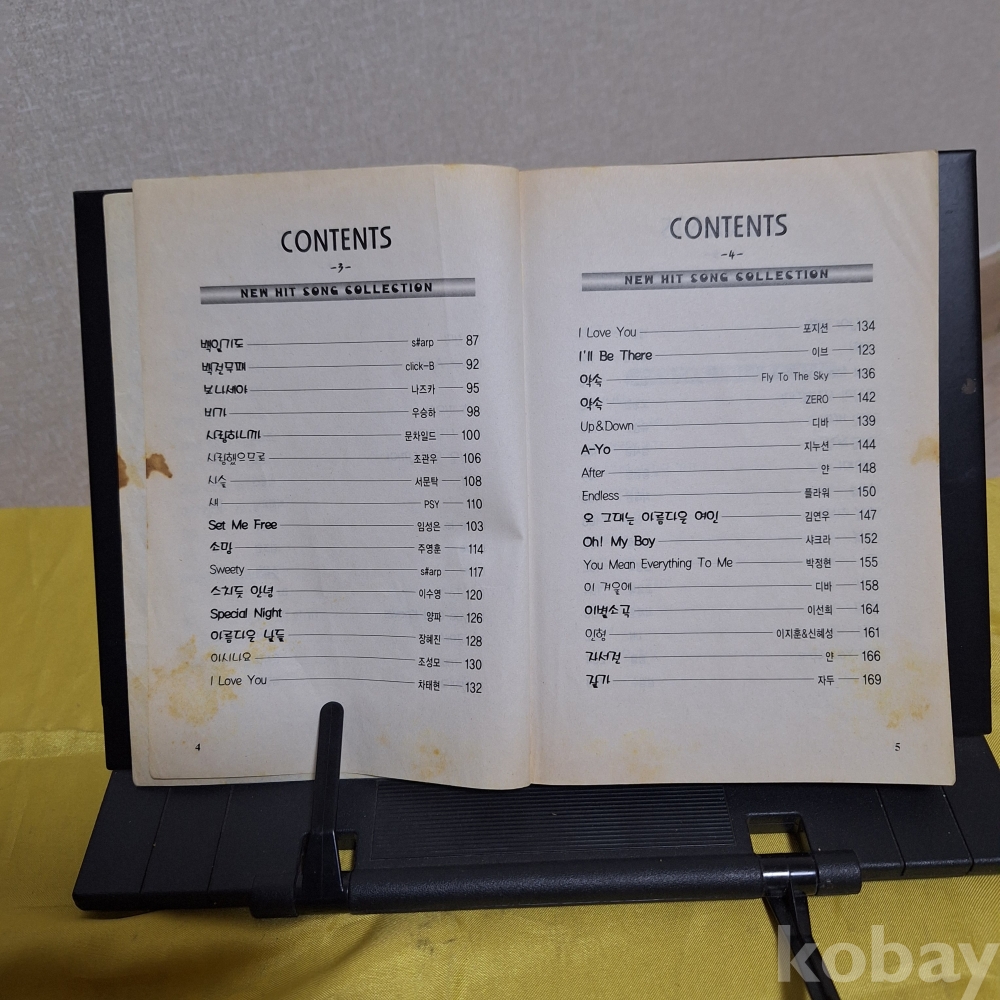 CONTENTS
-3-
NEW HIT SONG COLLECTION
백일기도 s#arp 87
백전무패 click-B 92
보니세아 나즈카 95
비가 우승하 98
사랑하니까 문차일드 100
사랑했으므로 조관우 106
사슬 서문탁 108
새 PSY 110
Set Me Free 임성은 103
소망 주영훈 114
Sweety s#arp 117
스치듯 안녕 이수영 120
Special Night 양파 126
아름다운 날들 장혜진 128
아시나요 조성모 130
I Love You 차태현 132
4
CONTENTS
-4-
NEW HIT SONG COLLECTION
I Love You 포지션 134
I'll Be There 이브 123
약속 Fly To The Sky 136
약속 ZERO 142
Up&Down 디바 139
A-Yo 지누션 144
After 얀 148
Endless 플라워 150
오 그대는 아름다운 여인 김연우 147
Oh! My Boy 샤크라 152
You Mean Everything To Me 박정현 155
이 겨울에 디바 158
이별소곡 이선희 164
인형 이지훈&신혜성 161
자서전 얀 166
잘가 자두 169
5
kobay